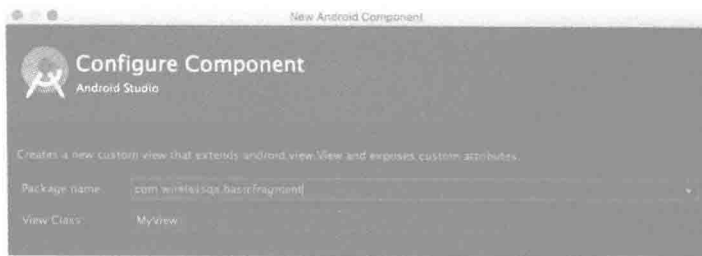 New Android Component
Configure Component
Android Studio
Creates a new custom view that extends android.view.View and exposes custom attributes.
Package name: com.wirelessqa.basicfragment
View Class: MyView